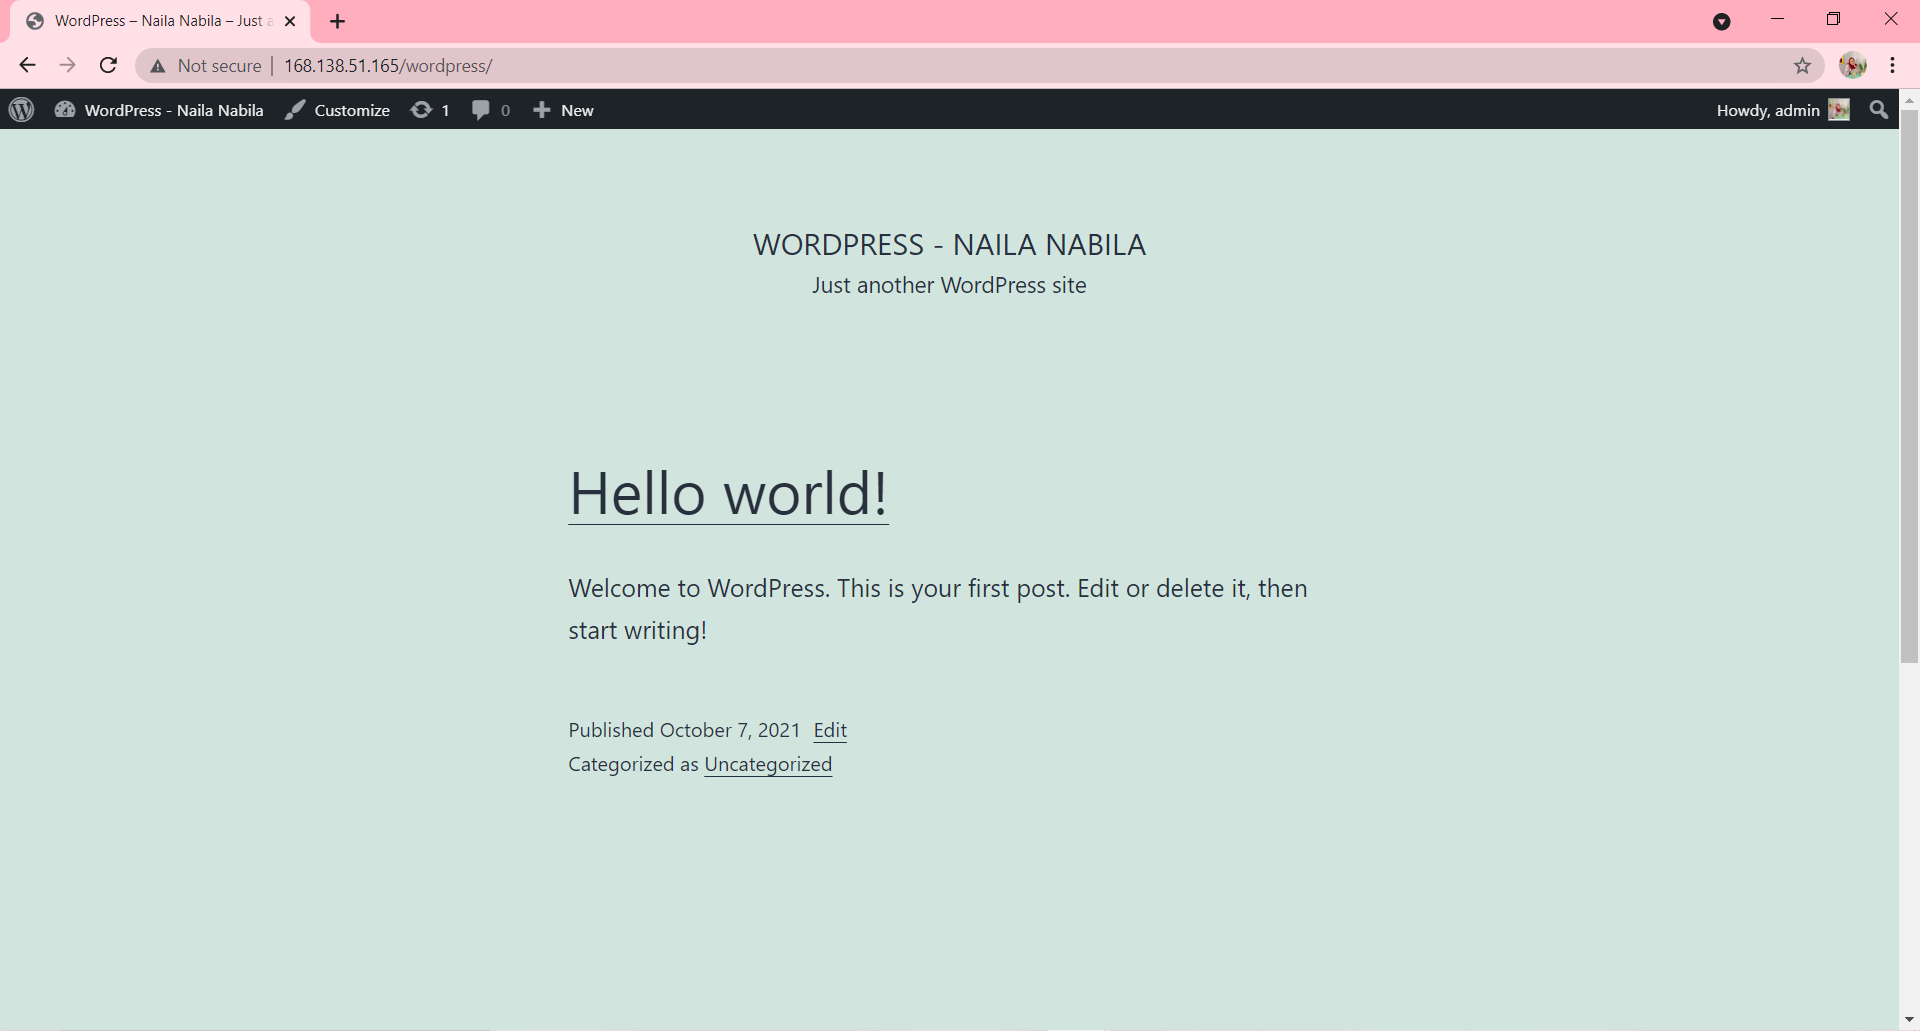 WordPress – Naila Nabila – Just a
Not secure 168.138.51.165/wordpress/
WordPress - Naila Nabila Customize 1 0 New Howdy, admin
WORDPRESS - NAILA NABILA
Just another WordPress site
Hello world!
Welcome to WordPress. This is your first post. Edit or delete it, then
start writing!
Published October 7, 2021 Edit
Categorized as Uncategorized